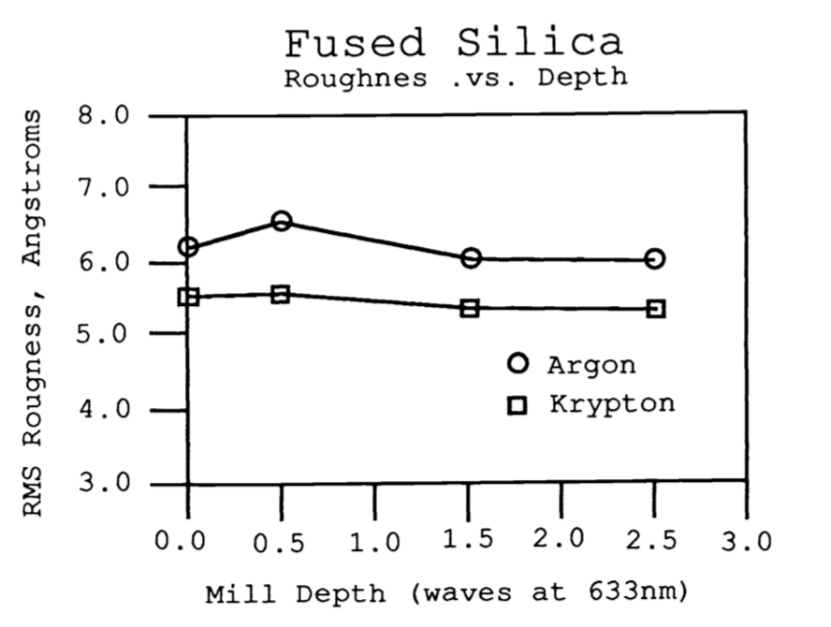 Fused Silica
Roughnes .vs. Depth
RMS Rougness, Angstroms
8.0
7.0
6.0
5.0
4.0
3.0
Argon
Krypton
0.0 0.5 1.0 1.5 2.0 2.5 3.0
Mill Depth (waves at 633nm)